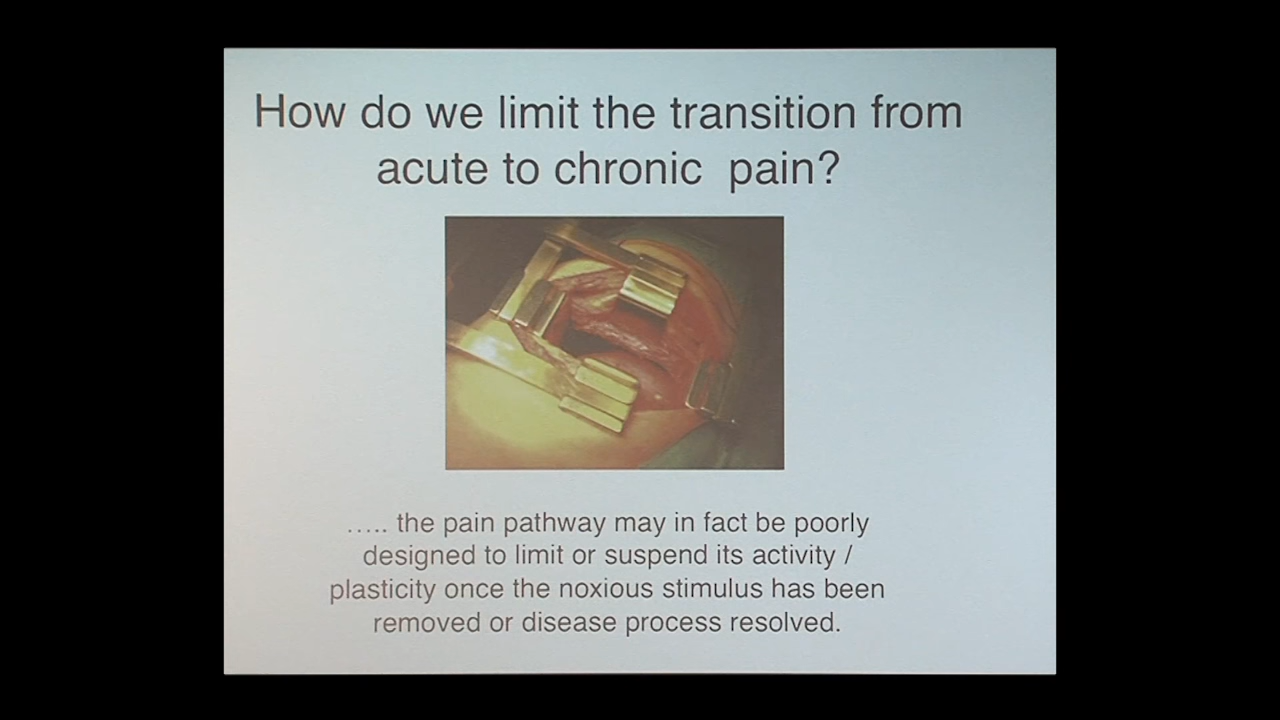 How do we limit the transition from
acute to chronic pain?
..... the pain pathway may in fact be poorly
designed to limit or suspend its activity /
plasticity once the noxious stimulus has been
removed or disease process resolved.